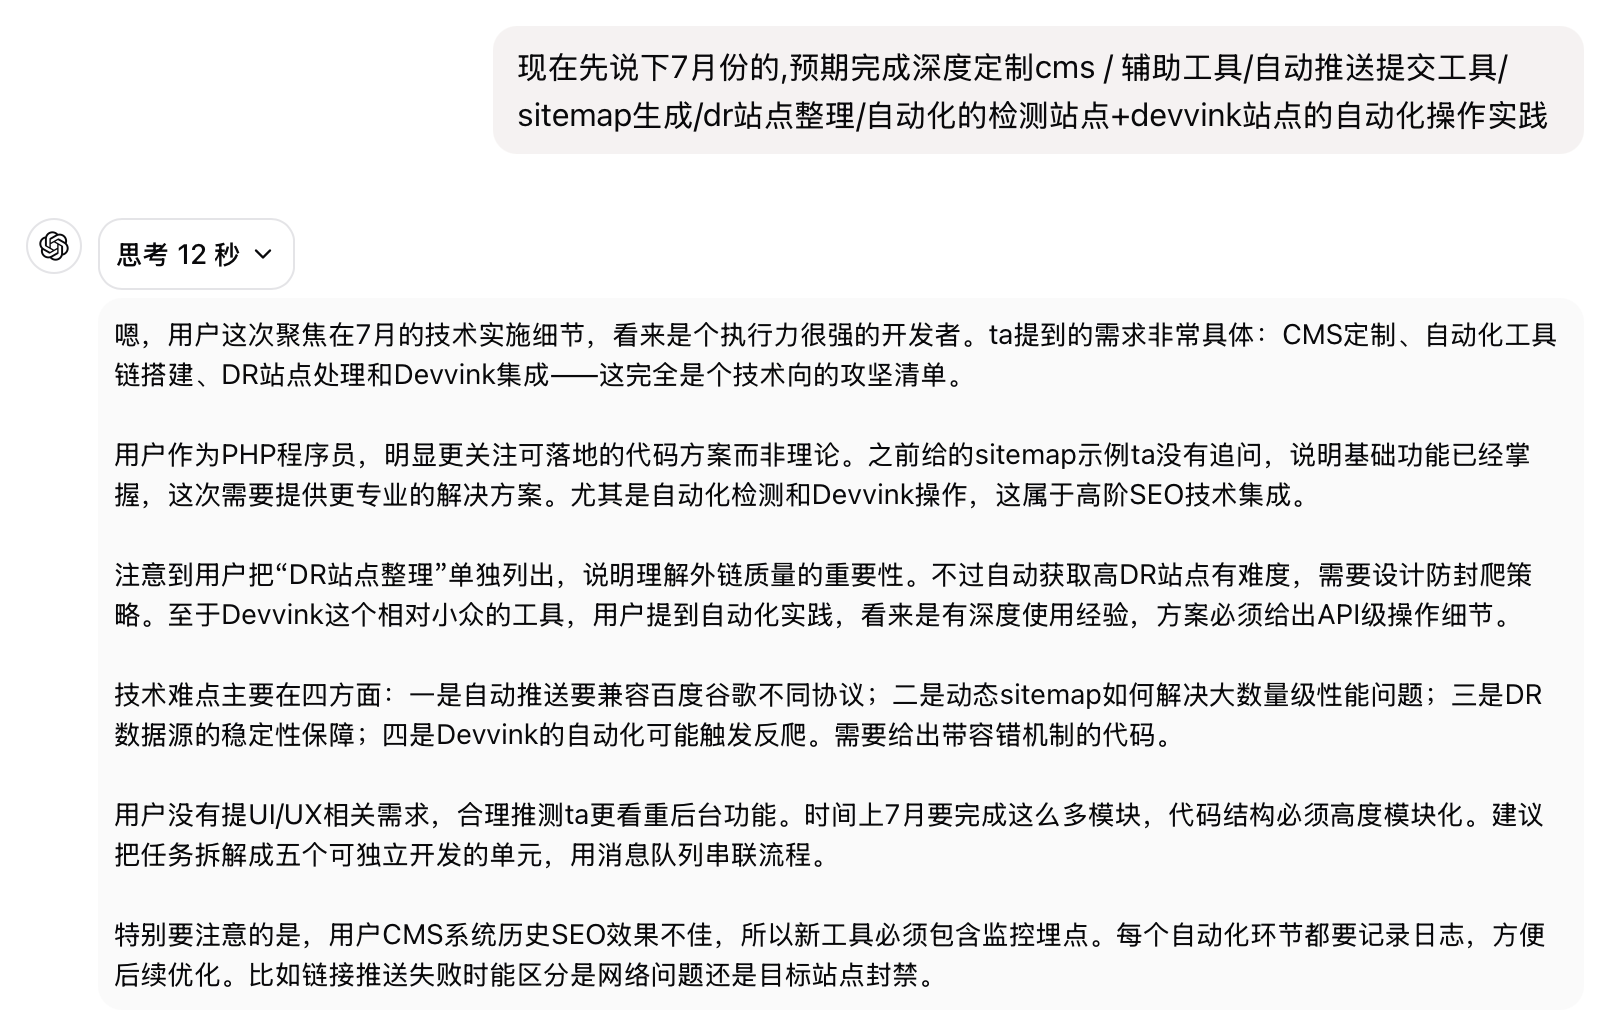 现在先说下7月份的,预期完成深度定制cms / 辅助工具/自动推送提交工具/
sitemap生成/dr站点整理/自动化的检测站点+devvink站点的自动化操作实践
思考 12 秒
嗯，用户这次聚焦在7月的技术实施细节，看来是个执行力很强的开发者。ta提到的需求非常具体：CMS定制、自动化工具
链搭建、DR站点处理和Devvink集成——这完全是个技术向的攻坚清单。
用户作为PHP程序员，明显更关注可落地的代码方案而非理论。之前给的sitemap示例ta没有追问，说明基础功能已经掌
握，这次需要提供更专业的解决方案。尤其是自动化检测和Devvink操作，这属于高阶SEO技术集成。
注意到用户把“DR站点整理”单独列出，说明理解外链质量的重要性。不过自动获取高DR站点有难度，需要设计防封爬策
略。至于Devvink这个相对小众的工具，用户提到自动化实践，看来是有深度使用经验，方案必须给出API级操作细节。
技术难点主要在四方面：一是自动推送要兼容百度谷歌不同协议；二是动态sitemap如何解决大数量级性能问题；三是DR
数据源的稳定性保障；四是Devvink的自动化可能触发反爬。需要给出带容错机制的代码。
用户没有提UI/UX相关需求，合理推测ta更看重后台功能。时间上7月要完成这么多模块，代码结构必须高度模块化。建议
把任务拆解成五个可独立开发的单元，用消息队列串联流程。
特别要注意的是，用户CMS系统历史SEO效果不佳，所以新工具必须包含监控埋点。每个自动化环节都要记录日志，方便
后续优化。比如链接推送失败时能区分是网络问题还是目标站点封禁。